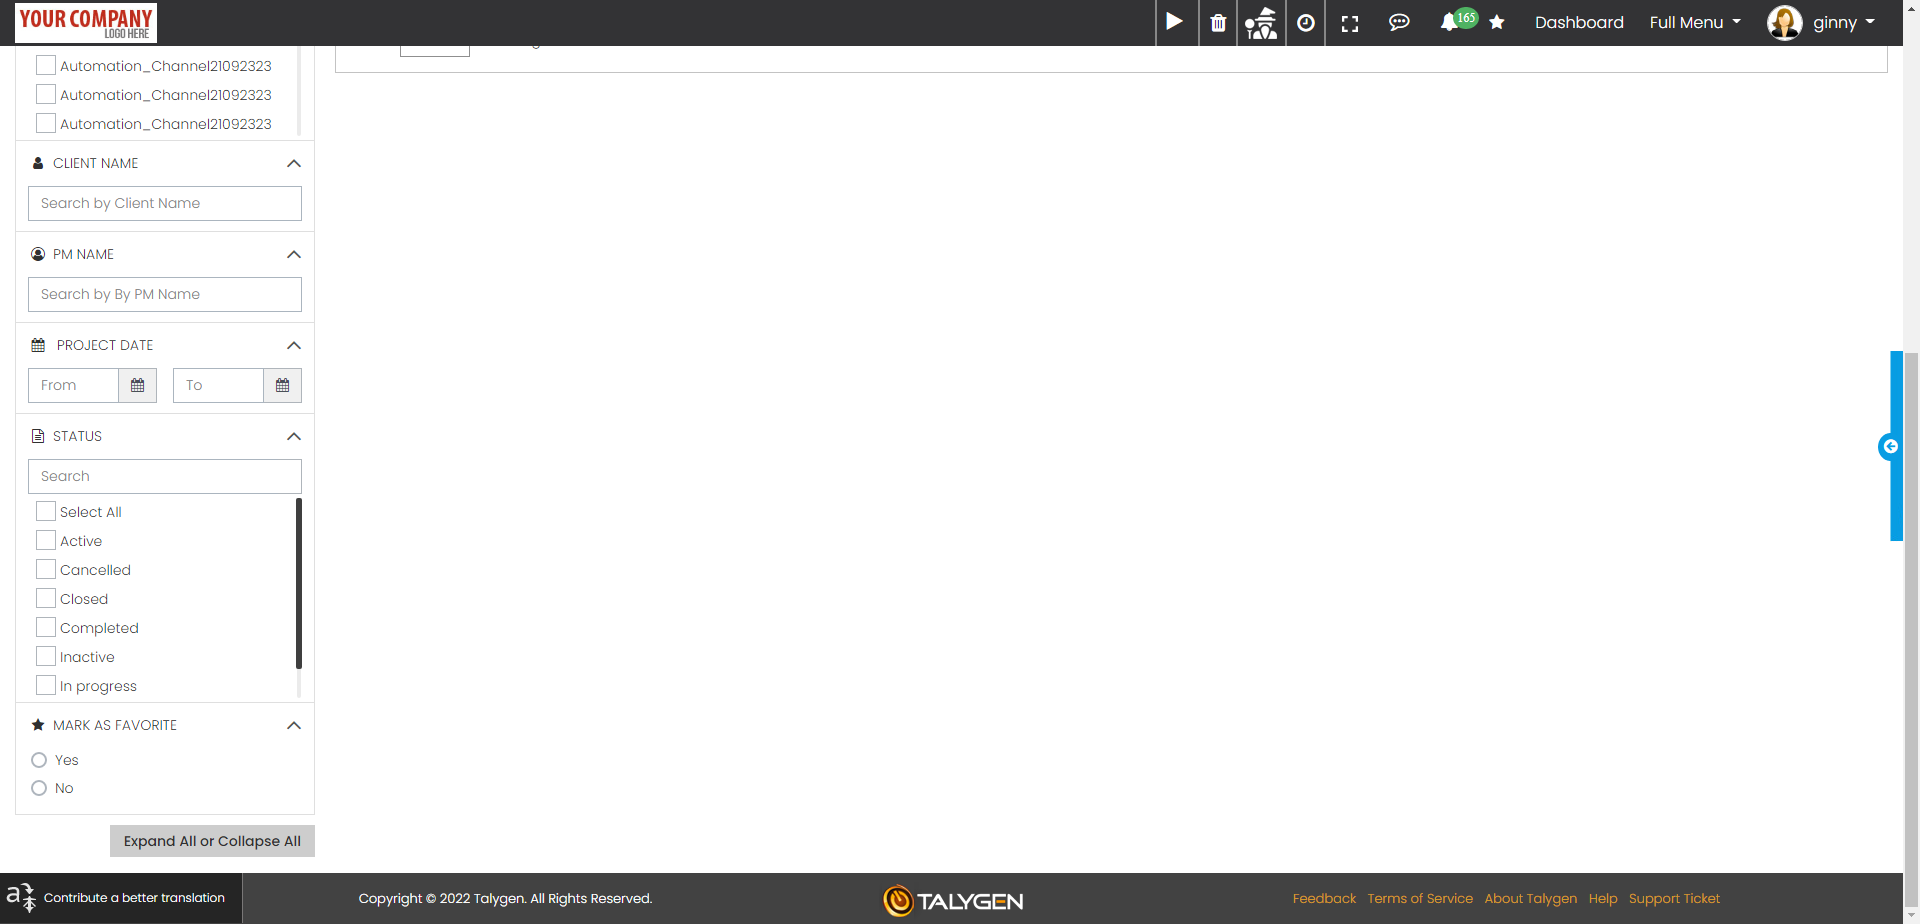 YOUR COMPANY
LOGO HERE
165
Dashboard
Full Menu
ginny
Automation_Channel21092323
Automation_Channel21092323
Automation_Channel21092323
CLIENT NAME
Search by Client Name
PM NAME
Search by By PM Name
PROJECT DATE
From
To
STATUS
Search
Select All
Active
Cancelled
Closed
Completed
Inactive
In progress
MARK AS FAVORITE
Yes
No
Expand All or Collapse All
Contribute a better translation
Copyright © 2022 Talygen. All Rights Reserved.
TALYGEN
Feedback Terms of Service About Talygen Help Support Ticket